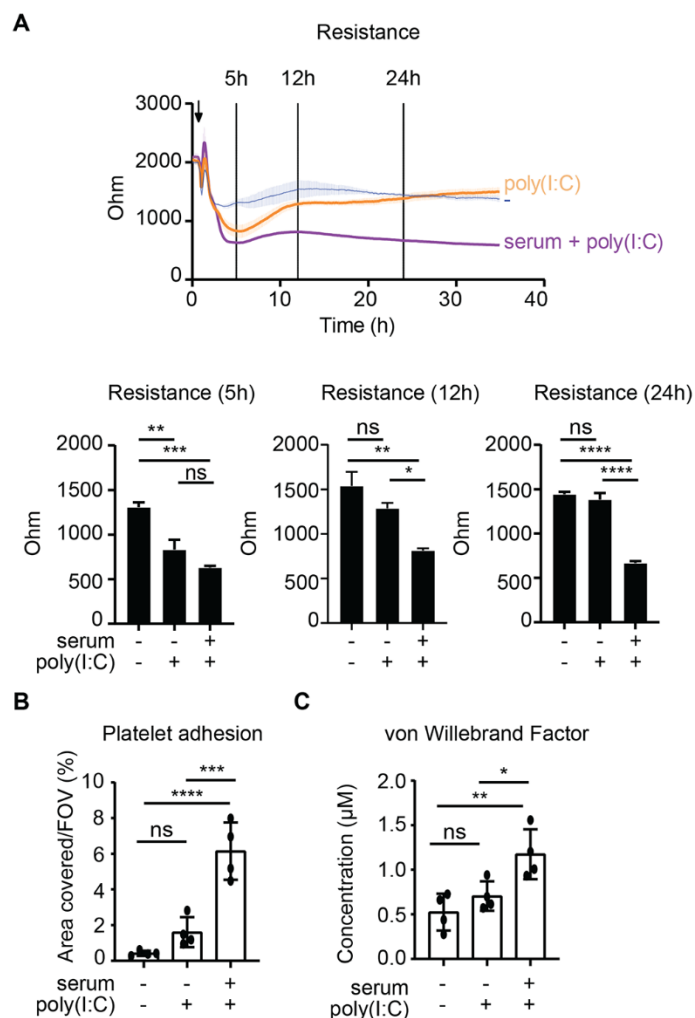 A
Resistance
5h 12h 24h
3000
2000
1000
0
Ohm
poly(I:C)
-
serum + poly(I:C)
0 10 20 30 40
Time (h)
Resistance (5h) Resistance (12h) Resistance (24h)
** ns ns
*** ** ****
ns * ****
2000 2000 2000
1500 1500 1500
1000 1000 1000
500 500 500
0 0 0
Ohm Ohm Ohm
serum - - + - - + - - +
poly(I:C) - + + - + + - + +
B C
Platelet adhesion von Willebrand Factor
*** *
**** **
ns ns
10 2.0
8 1.5
6 1.0
4 0.5
2 0.0
0
Area covered/FOV (%) Concentration (µM)
serum - - + serum - - +
poly(I:C) - + + poly(I:C) - + +